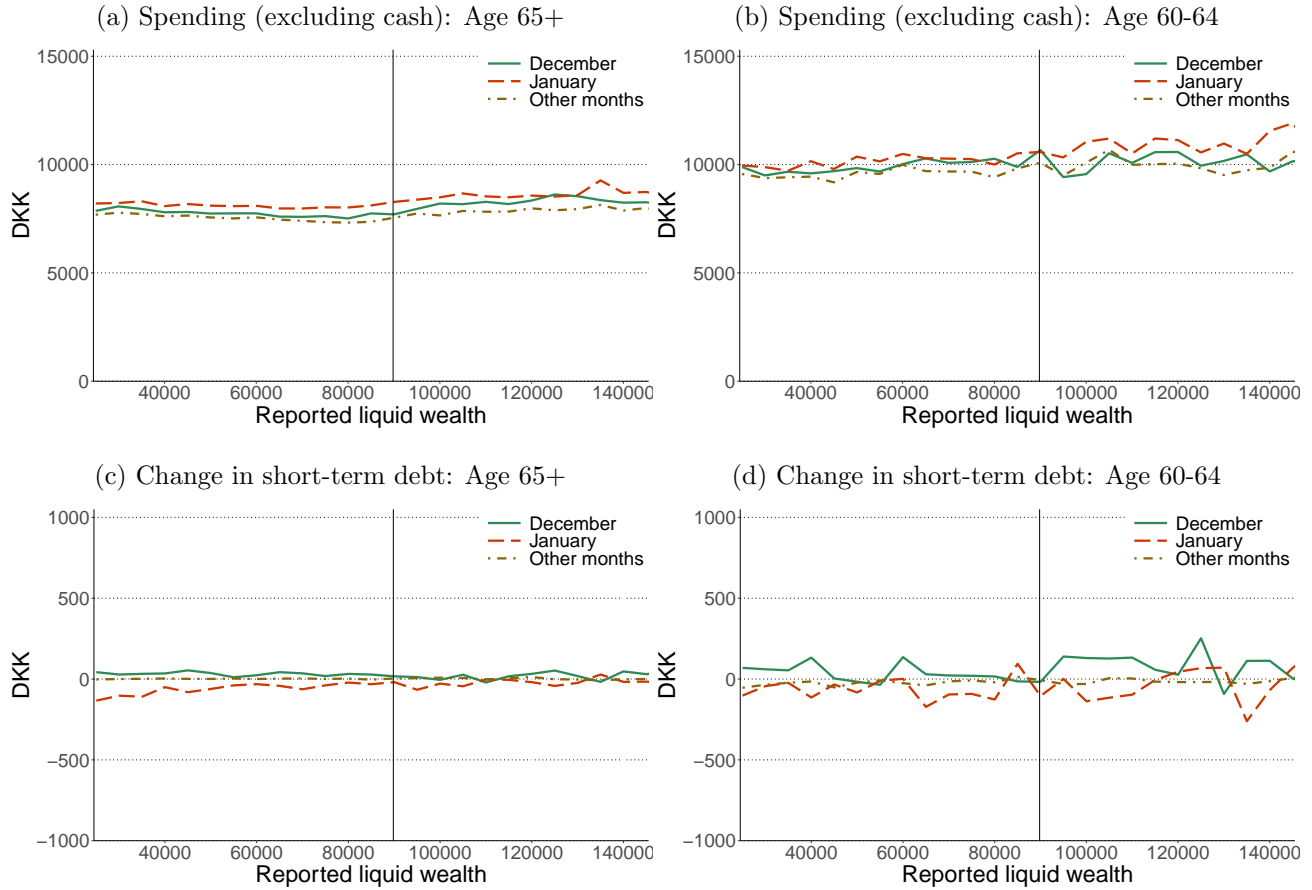 (a) Spending (excluding cash): Age 65+
15000
10000
5000
0
DKK
December
January
Other months
40000 60000 80000 100000 120000 140000
Reported liquid wealth
(b) Spending (excluding cash): Age 60-64
15000
10000
5000
0
DKK
December
January
Other months
40000 60000 80000 100000 120000 140000
Reported liquid wealth
(c) Change in short-term debt: Age 65+
1000
500
0
−500
−1000
DKK
December
January
Other months
40000 60000 80000 100000 120000 140000
Reported liquid wealth
(d) Change in short-term debt: Age 60-64
1000
500
0
−500
−1000
DKK
December
January
Other months
40000 60000 80000 100000 120000 140000
Reported liquid wealth